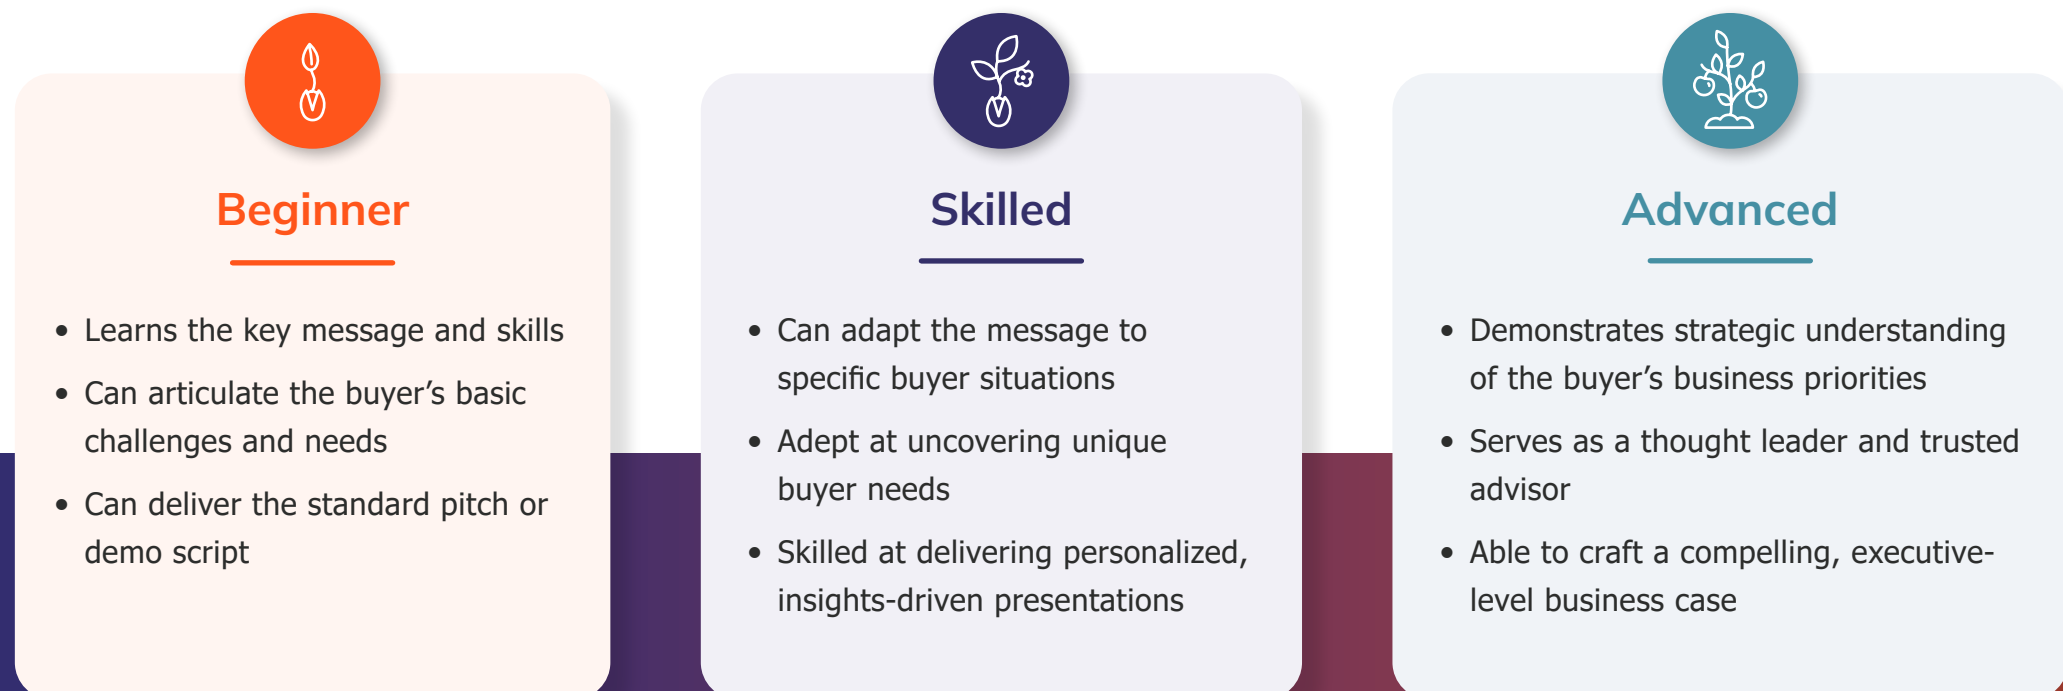 Beginner
• Learns the key message and skills
• Can articulate the buyer’s basic
challenges and needs
• Can deliver the standard pitch or
demo script
Skilled
• Can adapt the message to
specific buyer situations
• Adept at uncovering unique
buyer needs
• Skilled at delivering personalized,
insights-driven presentations
Advanced
• Demonstrates strategic understanding
of the buyer’s business priorities
• Serves as a thought leader and trusted
advisor
• Able to craft a compelling, executive-
level business case